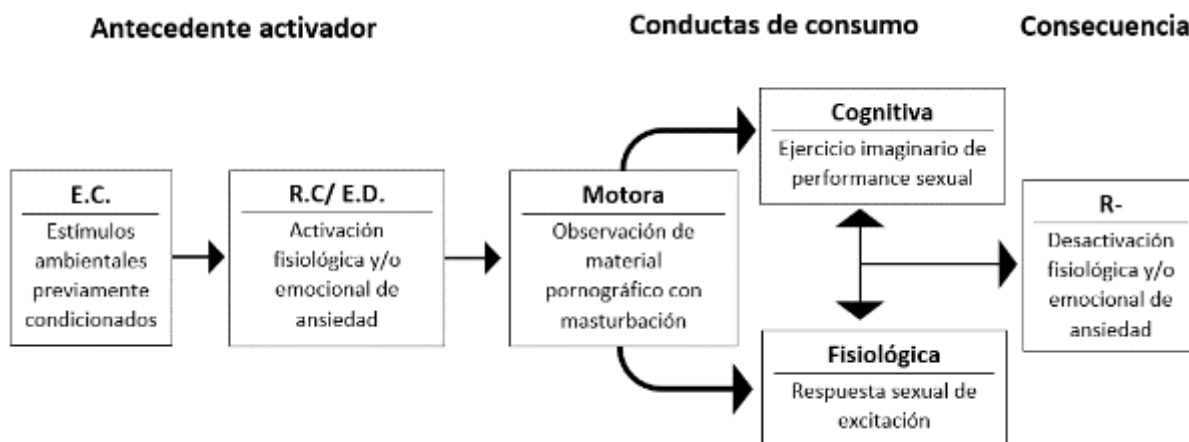 Antecedente activador
Conductas de consumo
Consecuencia
E.C.
Estímulos
ambientales
previamente
condicionados
R.C/ E.D.
Activación
fisiológica y/o
emocional de
ansiedad
Motora
Observación de
material
pornográfico con
masturbación
Cognitiva
Ejercicio imaginario de
performance sexual
Fisiológica
Respuesta sexual de
excitación
R-
Desactivación
fisiológica y/o
emocional de
ansiedad